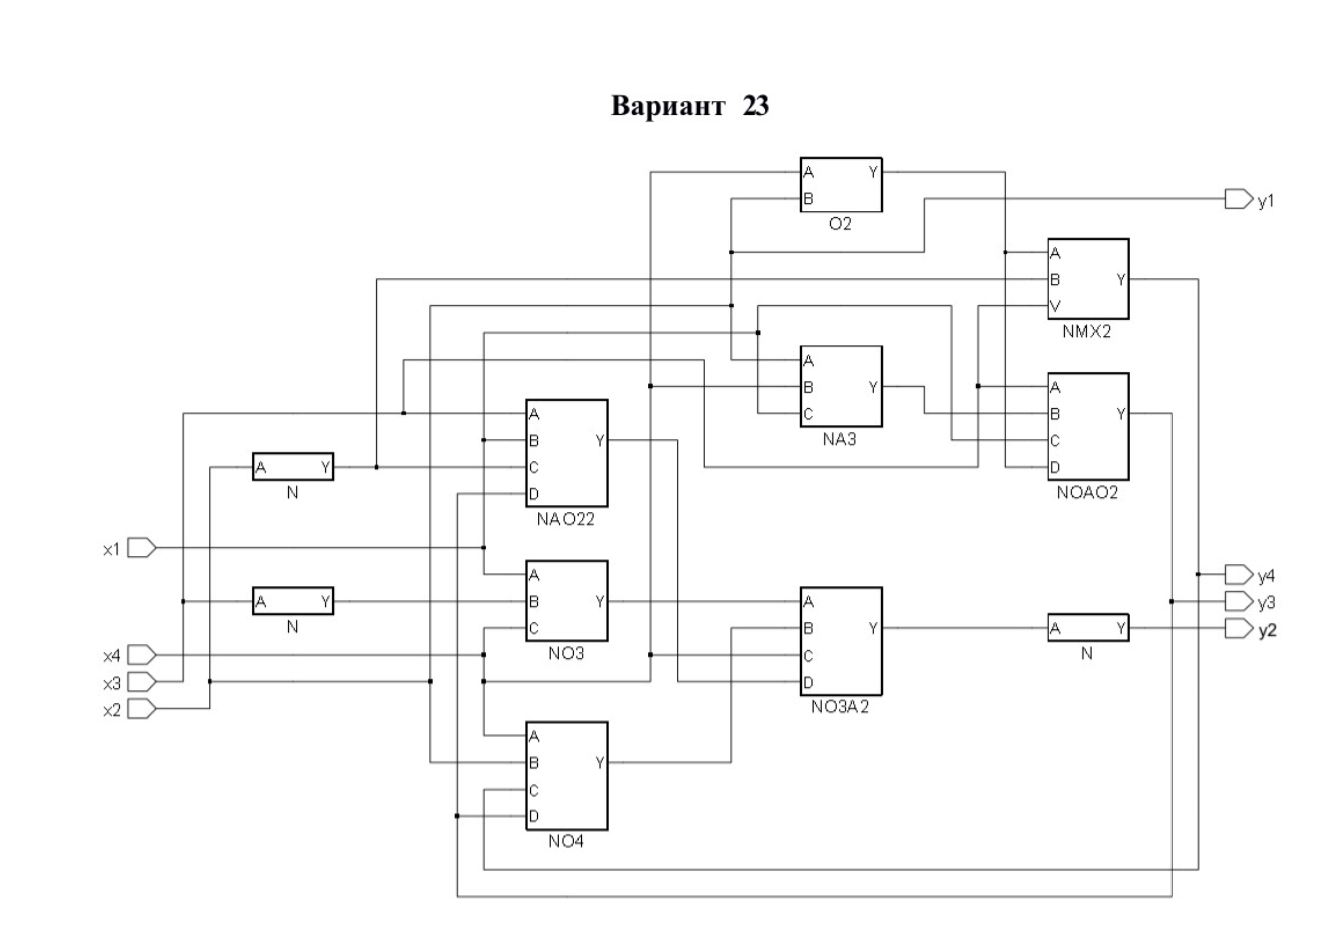 Вариант 23
A Y
B
O2
y1
A
B Y
V
NMX2
A
B Y
C
NA3
A
B Y
C
D
NOAO2
A
B Y
C
D
NAO22
A Y
N
x1
A Y
N
A
B Y
C
NO3
A
B Y
C
D
NO3A2
A Y
N
y4
y3
y2
x4
x3
x2
A
B Y
C
D
NO4